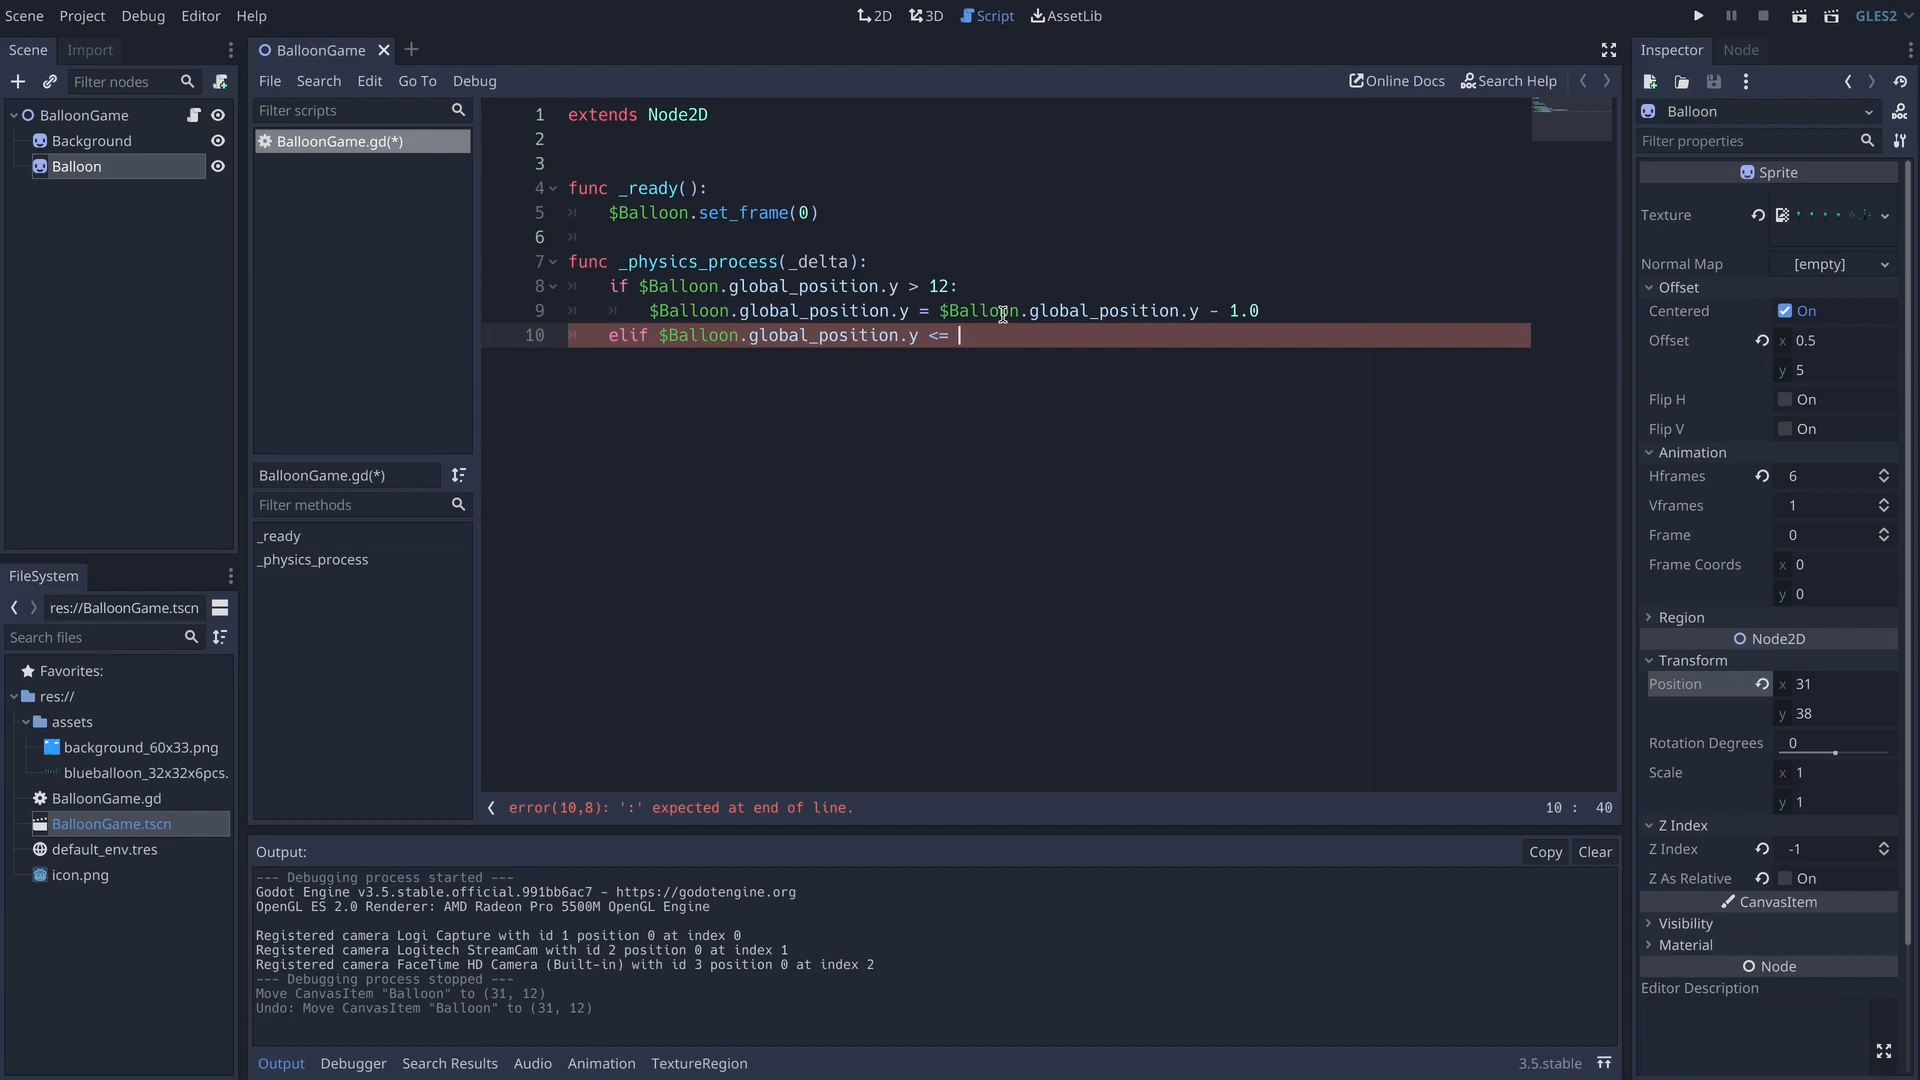 Scene Project Debug Editor Help
2D 3D Script AssetLib
GLES2
Scene Import
Filter nodes
BalloonGame
Background
Balloon
BalloonGame
File Search Edit Go To Debug
Online Docs Search Help
Filter scripts
BalloonGame.gd(*)
BalloonGame.gd(*)
Filter methods
_ready
_physics_process
1 extends Node2D
2
3
4 func _ready():
5 $Balloon.set_frame(0)
6
7 func _physics_process(_delta):
8 if $Balloon.global_position.y > 12:
9 $Balloon.global_position.y = $Balloon.global_position.y - 1.0
10 elif $Balloon.global_position.y <=
error(10,8): ':' expected at end of line.
10 : 40
FileSystem
res://BalloonGame.tscn
Search files
Favorites:
res://
assets
background_60x33.png
blueballoon_32x32x6pcs.
BalloonGame.gd
BalloonGame.tscn
default_env.tres
icon.png
Output:
Copy Clear
--- Debugging process started ---
Godot Engine v3.5.stable.official.991bb6ac7 - https://godotengine.org
OpenGL ES 2.0 Renderer: AMD Radeon Pro 5500M OpenGL Engine
Registered camera Logi Capture with id 1 position 0 at index 0
Registered camera Logitech StreamCam with id 2 position 0 at index 1
Registered camera FaceTime HD Camera (Built-in) with id 3 position 0 at index 2
--- Debugging process stopped ---
Move CanvasItem "Balloon" to (31, 12)
Undo: Move CanvasItem "Balloon" to (31, 12)
Output Debugger Search Results Audio Animation TextureRegion
3.5.stable
Inspector Node
Balloon
Filter properties
Sprite
Texture
Normal Map [empty]
Offset
Centered On
Offset x 0.5
y 5
Flip H On
Flip V On
Animation
Hframes 6
Vframes 1
Frame 0
Frame Coords x 0
y 0
Region
Node2D
Transform
Position x 31
y 38
Rotation Degrees 0
Scale x 1
y 1
Z Index
Z Index -1
Z As Relative On
CanvasItem
Visibility
Material
Node
Editor Description